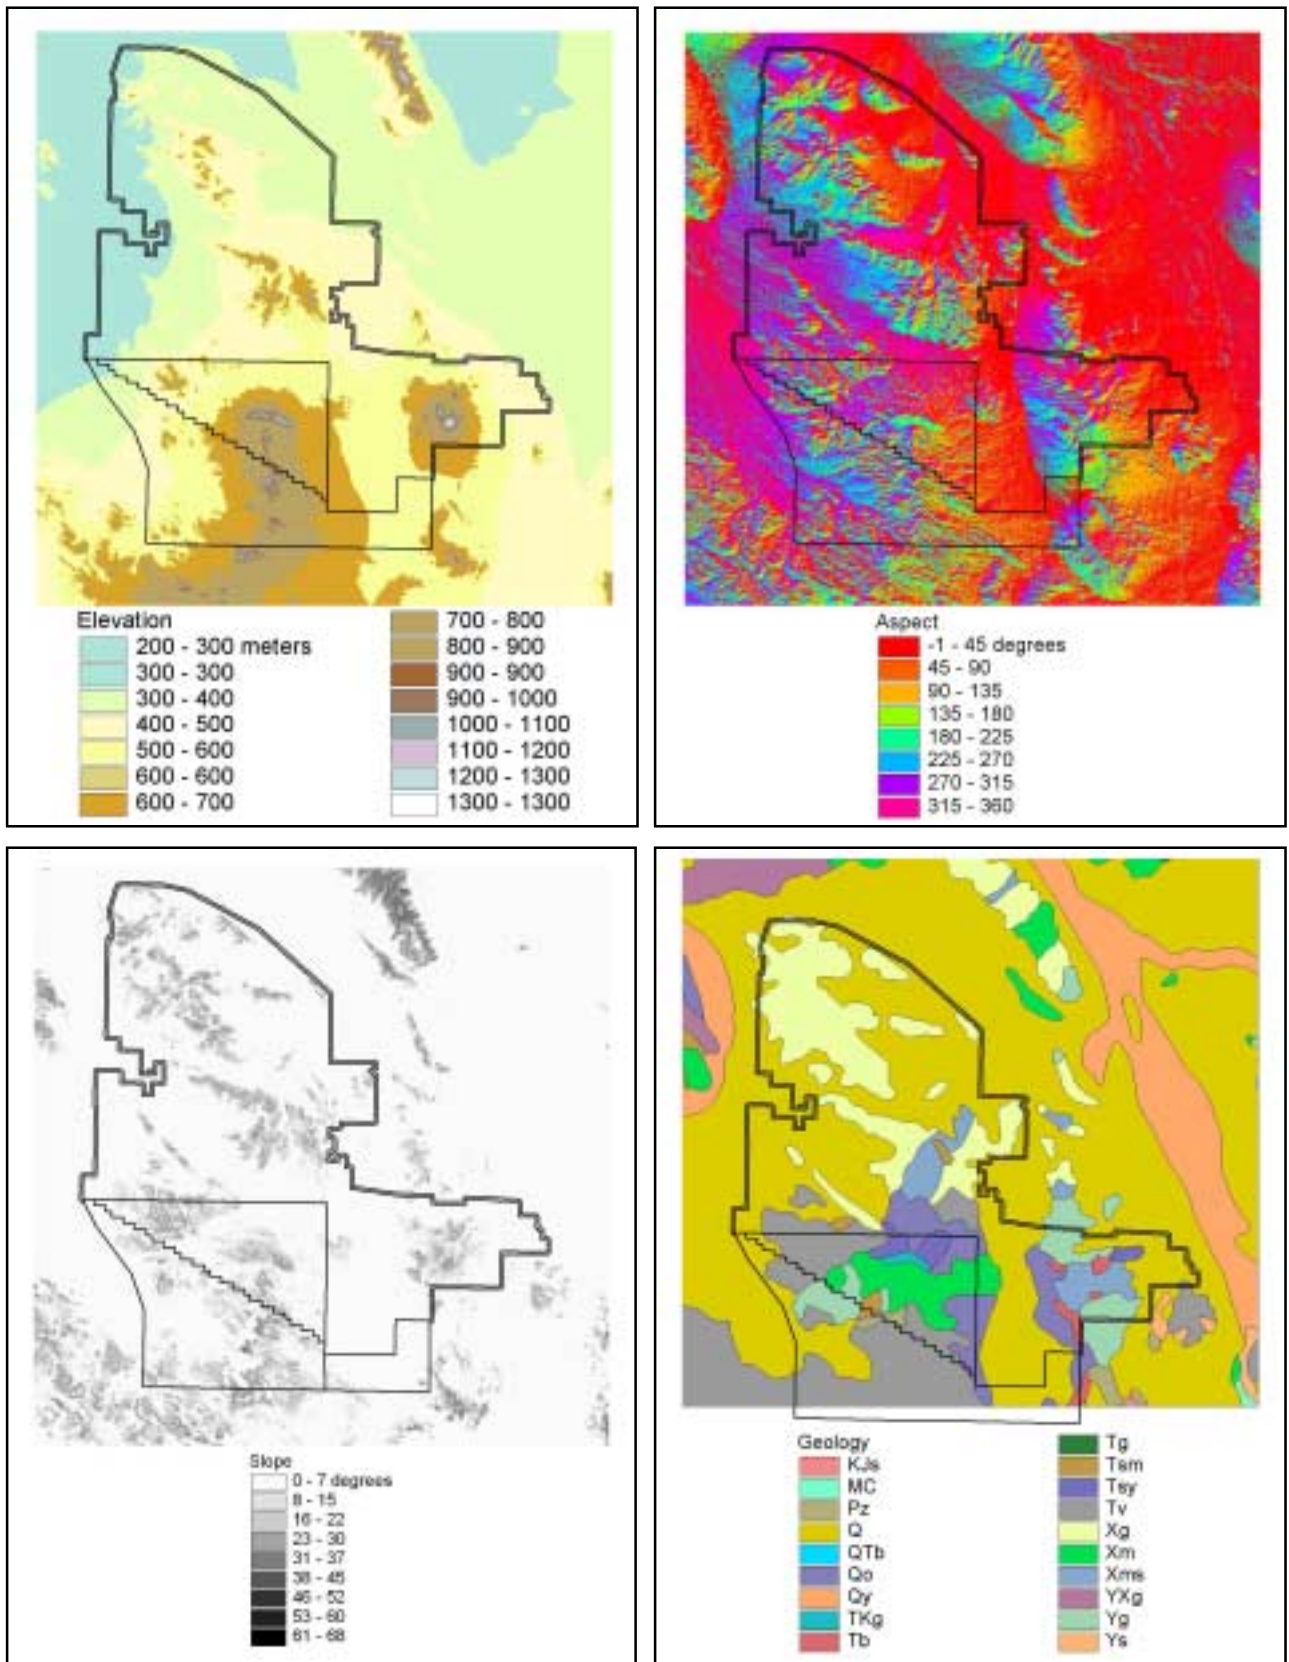 Elevation
200 - 300 meters
300 - 300
300 - 400
400 - 500
500 - 600
600 - 600
600 - 700
700 - 800
800 - 900
900 - 900
900 - 1000
1000 - 1100
1100 - 1200
1200 - 1300
1300 - 1300
Aspect
-1 - 45 degrees
45 - 90
90 - 135
135 - 180
180 - 225
225 - 270
270 - 315
315 - 360
Slope
0 - 7 degrees
8 - 15
16 - 22
23 - 30
31 - 37
38 - 45
46 - 52
53 - 60
61 - 68
Geology
KJs
MC
Pz
Q
QTb
Qo
Qy
TKg
Tb
Tg
Tsm
Tsy
Tv
Xg
Xm
Xms
YXg
Yg
Ys